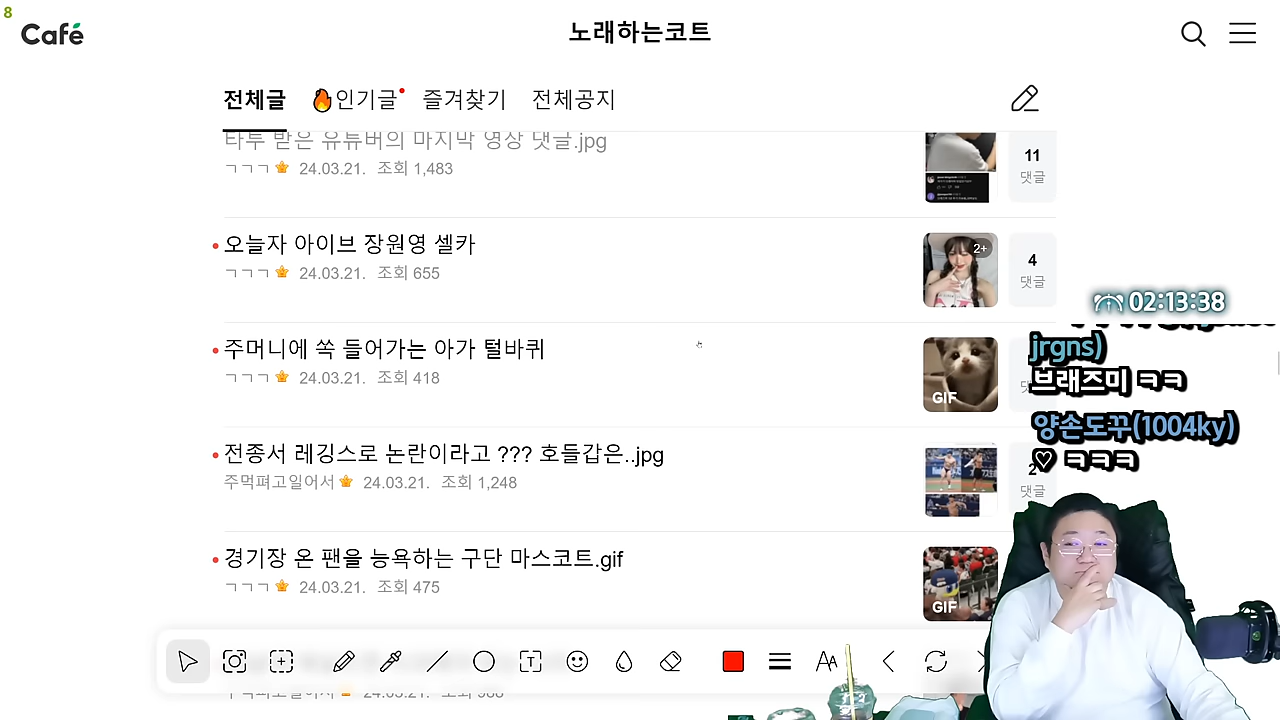 8
Café
노래하는코트
전체글
인기글
즐겨찾기
전체공지
타투 받은 유튜버의 마지막 영상 댓글.jpg
ㄱㄱㄱ 24.03.21. 조회 1,483
11
댓글
오늘자 아이브 장원영 셀카
ㄱㄱㄱ 24.03.21. 조회 655
2+
4
댓글
02:13:38
jrgns)
브래즈미 ㅋㅋ
양손도꾸(1004ky)
♡ ㅋㅋㅋ
주머니에 쏙 들어가는 아가 털바퀴
ㄱㄱㄱ 24.03.21. 조회 418
GIF
전종서 레깅스로 논란이라고 ??? 호들갑은..jpg
주먹펴고일어서 24.03.21. 조회 1,248
2
댓글
경기장 온 팬을 능욕하는 구단 마스코트.gif
ㄱㄱㄱ 24.03.21. 조회 475
GIF
T
AA